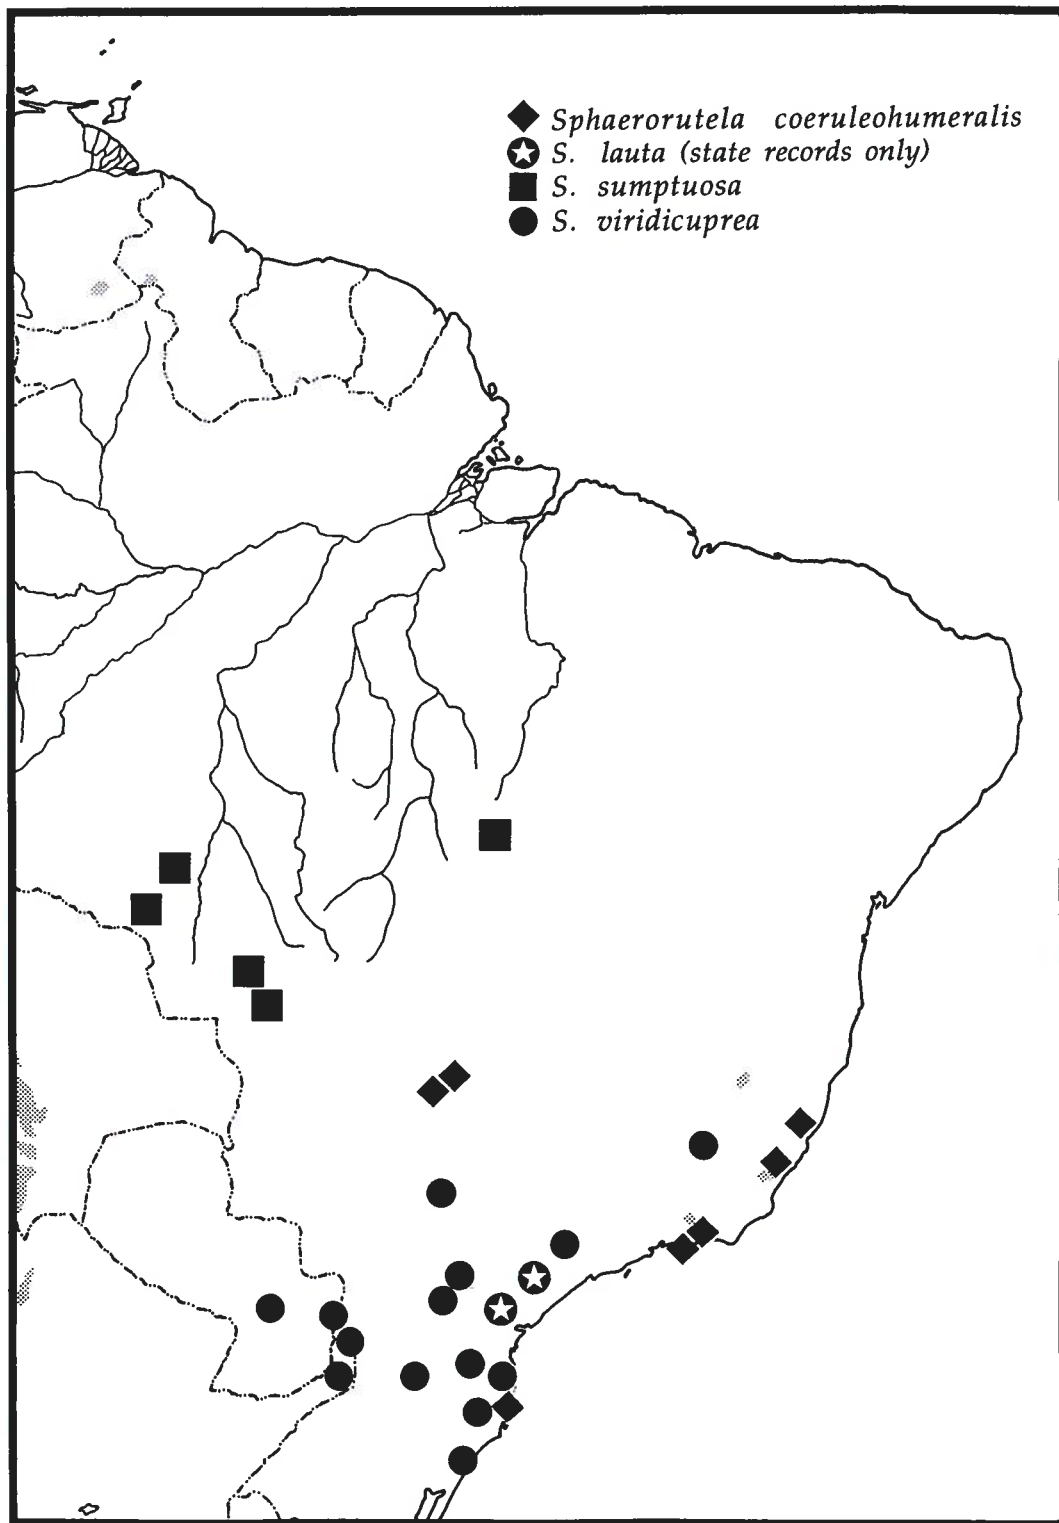 Sphaerorutela coeruleohumeralis
S. lauta (state records only)
S. sumptuosa
S. viridicuprea